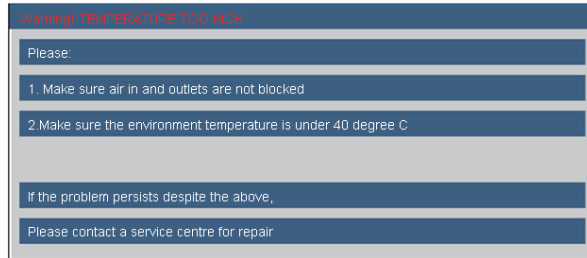 Warning! TEMPERATURE TOO HIGH
Please:
1. Make sure air in and outlets are not blocked
2.Make sure the environment temperature is under 40 degree C
If the problem persists despite the above,
Please contact a service centre for repair